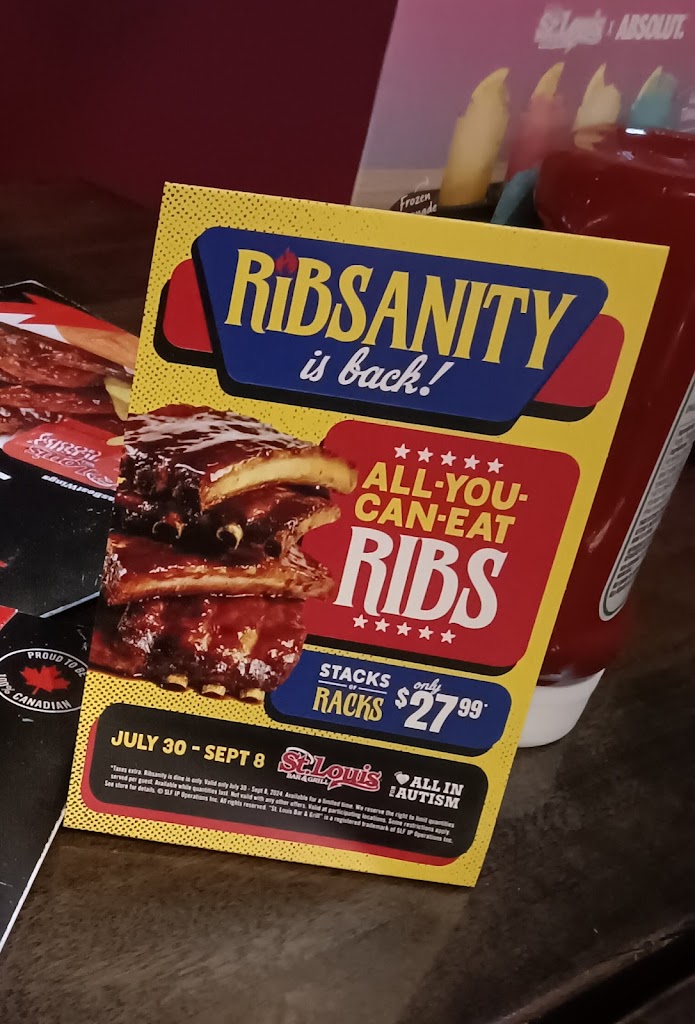 St.Louis x ABSOLUT.
Frozen
RiBSANITY
is back!
ALL-YOU-
CAN-EAT
RIBS
STACKS
OF
RACKS
only
$27.99*
JULY 30 - SEPT 8
St.Louis
BAR & GRILL
ALL IN
FOR AUTISM
*Taxes extra. Ribsanity is dine in only. Valid only July 30 - Sept 8, 2024. Available for a limited time. We reserve the right to limit quantities
served per guest. Available while quantities last. Not valid with any other offers. Valid at participating locations. Some restrictions apply.
See store for details. © SLF IP Operations Inc. All rights reserved. "St. Louis Bar & Grill" is a registered trademark of SLF IP Operations Inc.
PROUD TO BE
100% CANADIAN